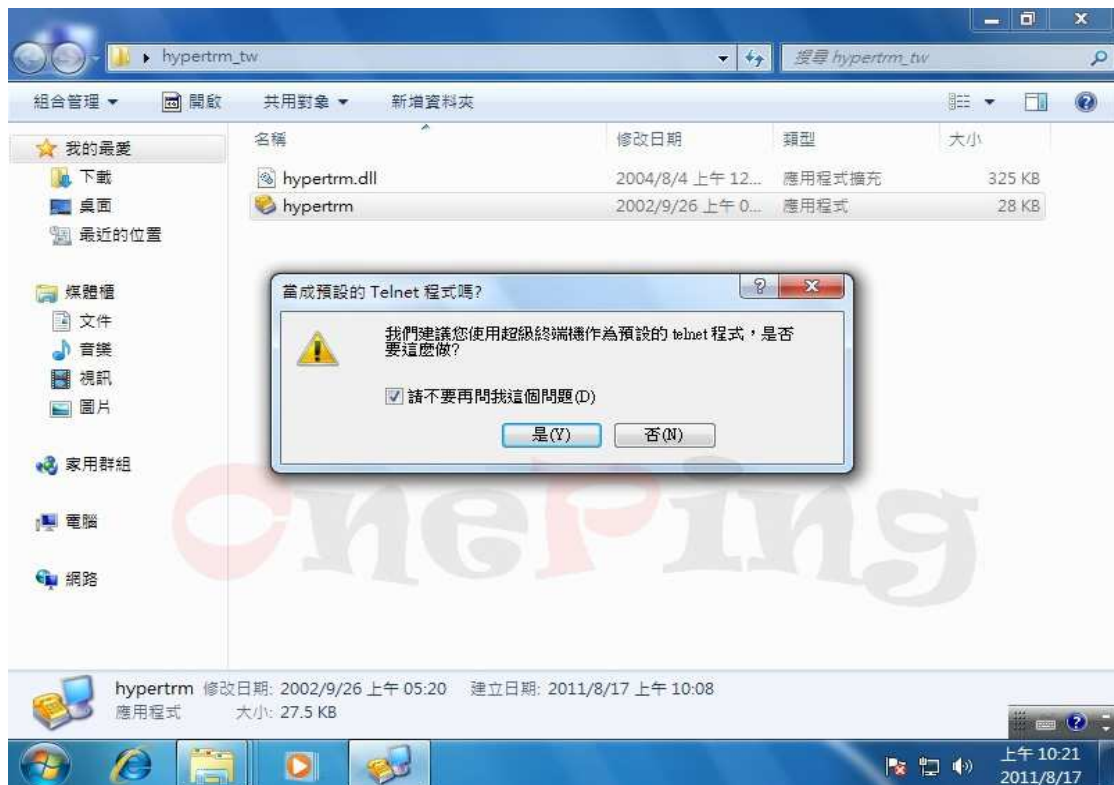 hypertrm_tw
搜尋 hypertrm_tw
組合管理 開啟 共用對象 新增資料夾
名稱 修改日期 類型 大小
我的最愛
下載
桌面
最近的位置
媒體櫃
文件
音樂
視訊
圖片
家用群組
電腦
網路
hypertrm.dll 2004/8/4 上午 12... 應用程式擴充 325 KB
hypertrm 2002/9/26 上午 0... 應用程式 28 KB
當成預設的 Telnet 程式嗎?
我們建議您使用超級終端機作為預設的 telnet 程式，是否
要這麼做?
請不要再問我這個問題(D)
是(Y) 否(N)
OnePing
hypertrm 修改日期: 2002/9/26 上午 05:20 建立日期: 2011/8/17 上午 10:08
應用程式 大小: 27.5 KB
上午 10:21
2011/8/17